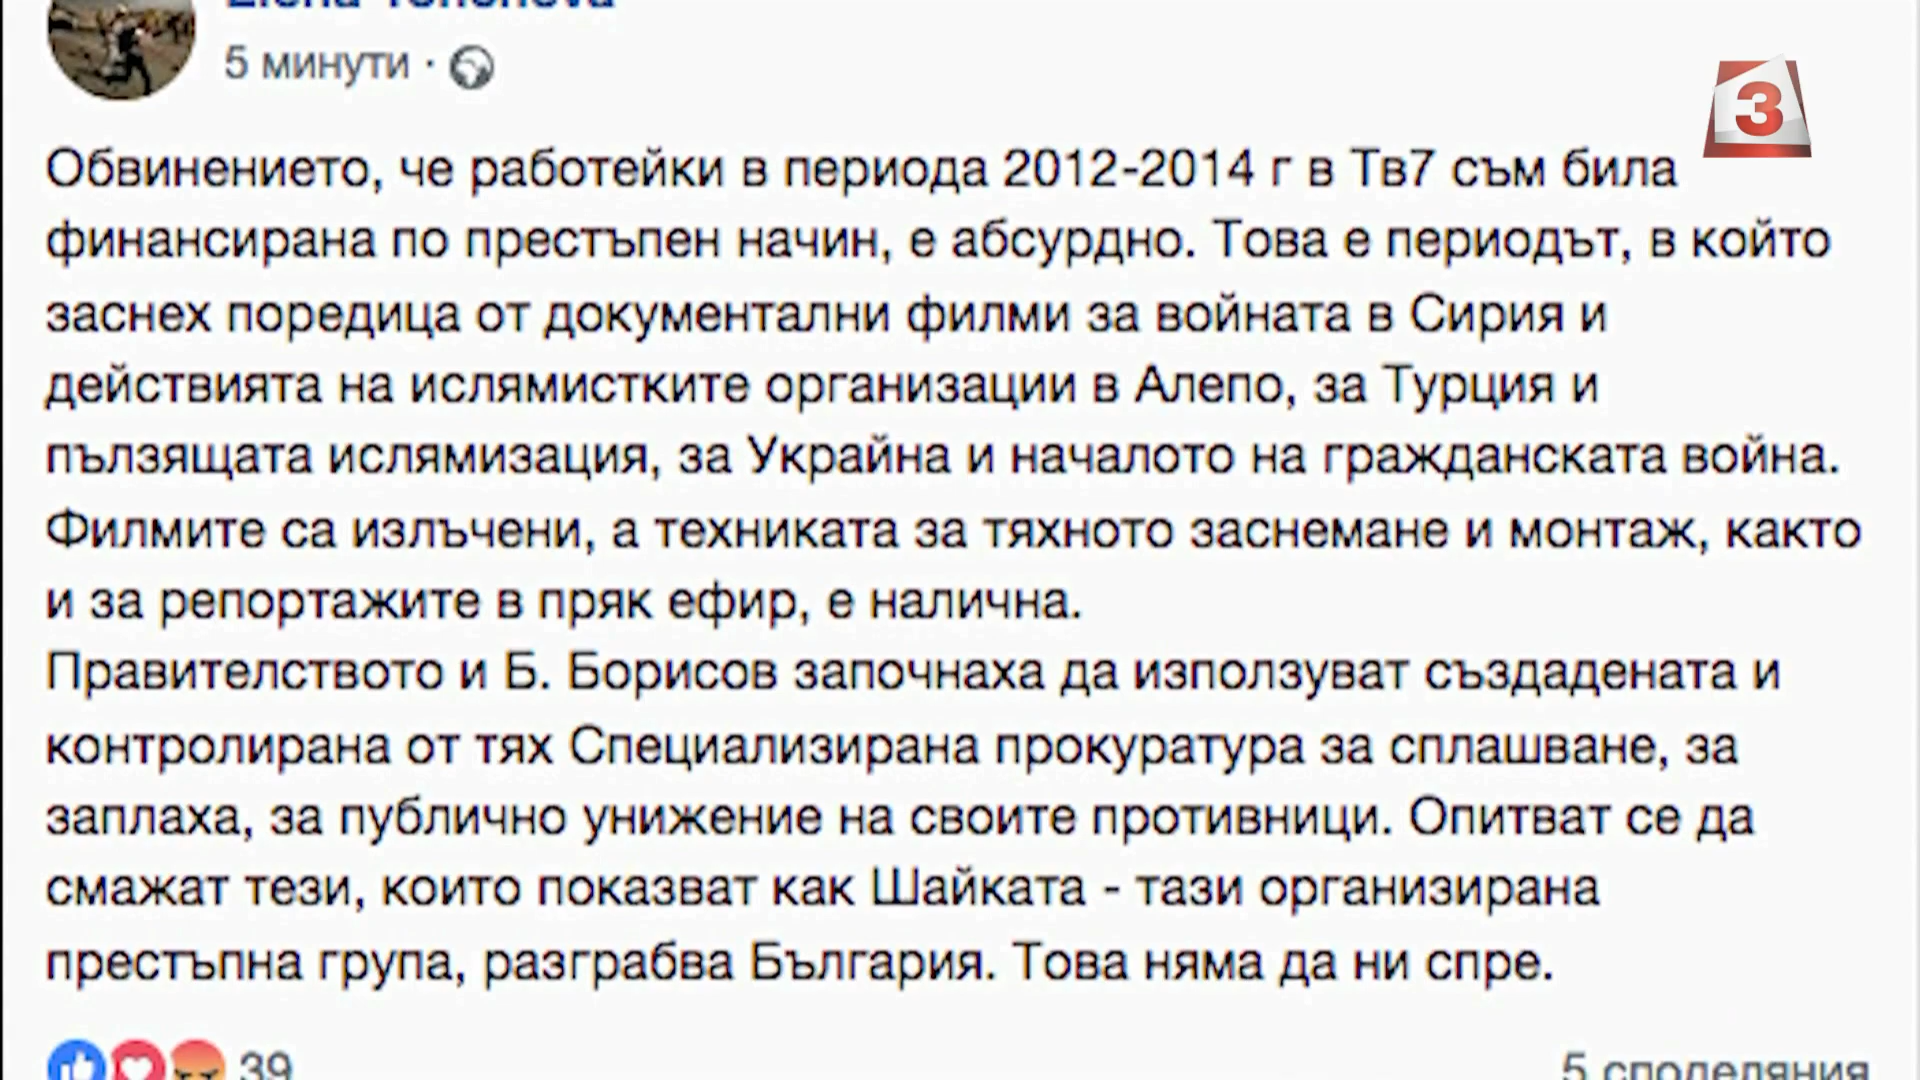 5 минути ·
3
Обвинението, че работейки в периода 2012-2014 г в Тв7 съм била
финансирана по престъпен начин, е абсурдно. Това е периодът, в който
заснех поредица от документални филми за войната в Сирия и
действията на ислямистките организации в Алепо, за Турция и
пълзящата ислямизация, за Украйна и началото на гражданската война.
Филмите са излъчени, а техниката за тяхното заснемане и монтаж, както
и за репортажите в пряк ефир, е налична.
Правителството и Б. Борисов започнаха да използуват създадената и
контролирана от тях Специализирана прокуратура за сплашване, за
заплаха, за публично унижение на своите противници. Опитват се да
смажат тези, които показват как Шайката - тази организирана
престъпна група, разграбва България. Това няма да ни спре.
39
5 споделяния